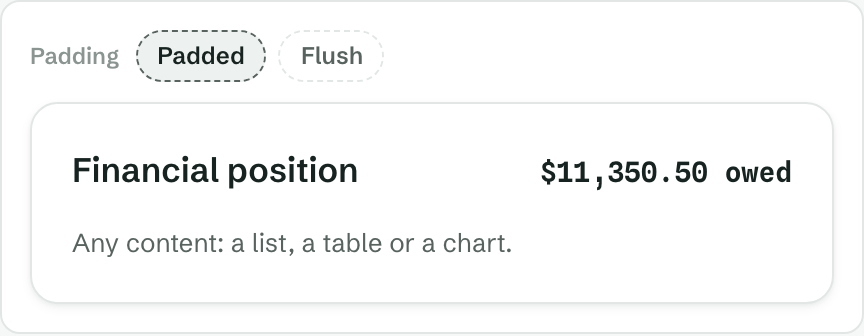 Padding Padded Flush
Financial position $11,350.50 owed
Any content: a list, a table or a chart.